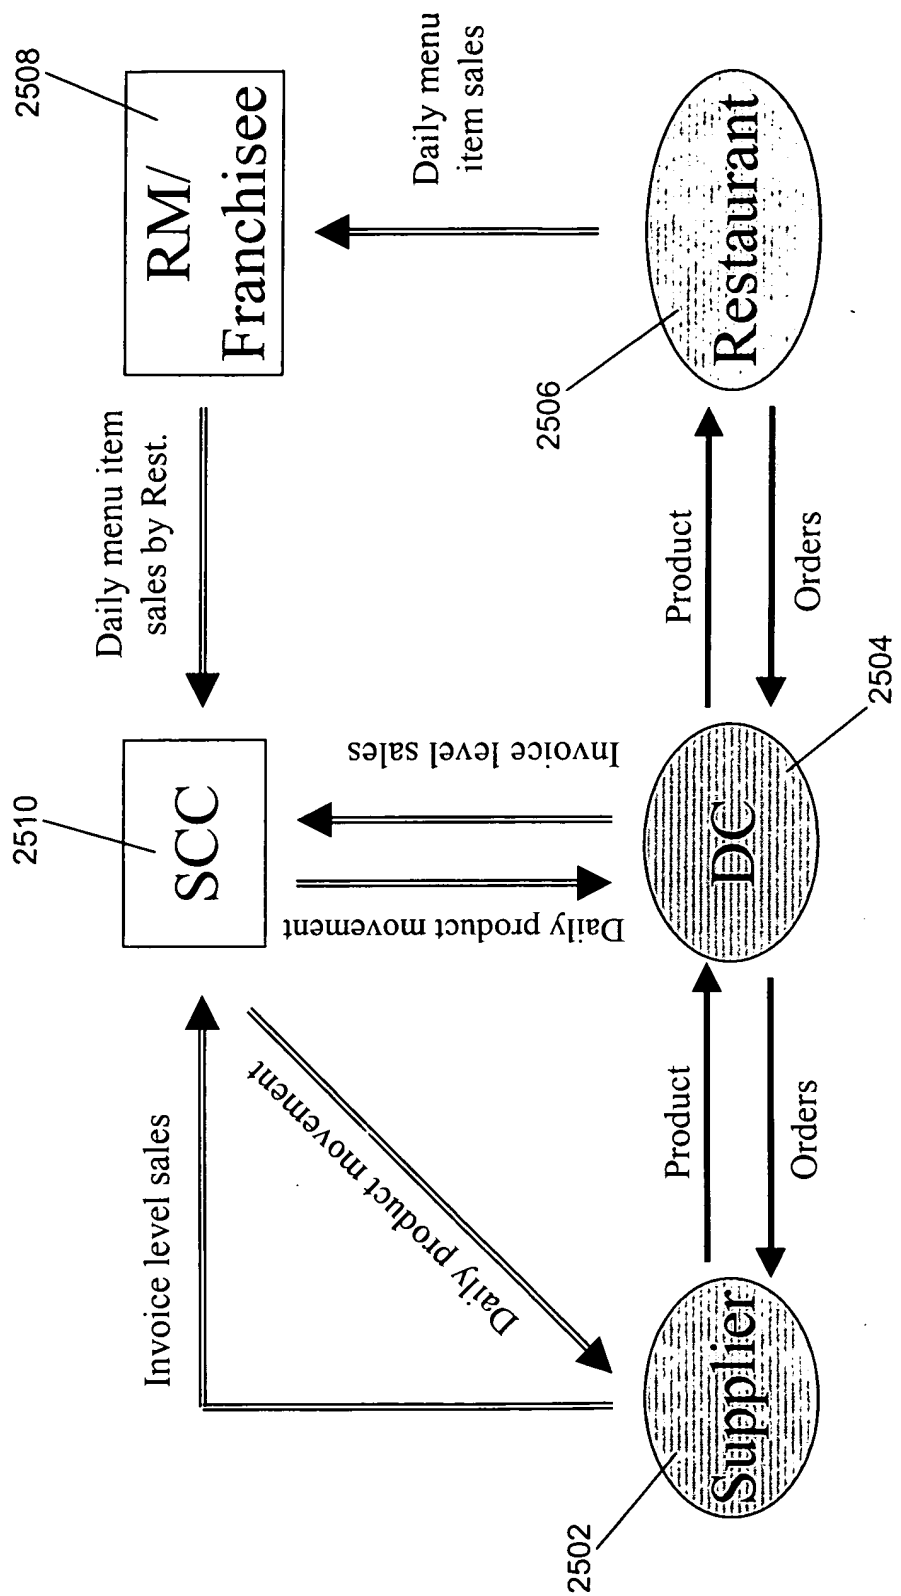 2510
SCC
2508
RM/
Franchisee
Invoice level sales
Daily menu item
sales by Rest.
Daily product movement
Daily product movement
Invoice level sales
Daily menu
item sales
2502
Supplier
Product
Orders
DC
2504
Product
Orders
2506
Restaurant